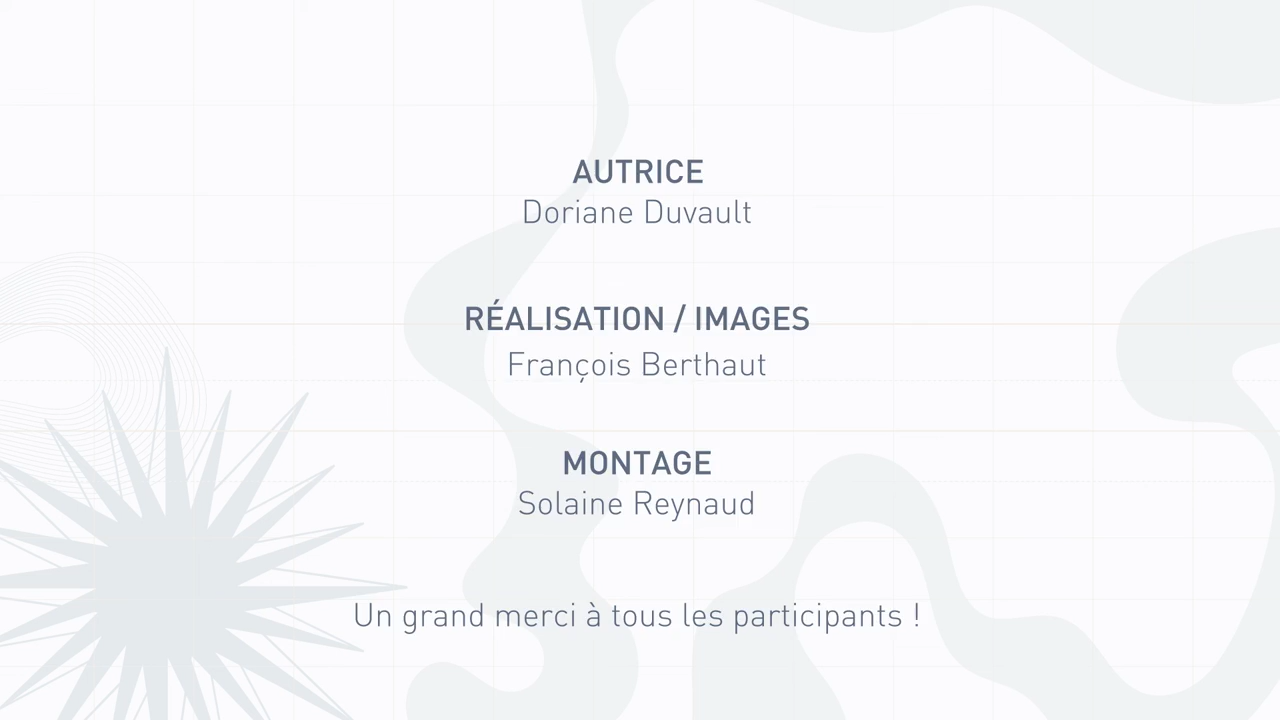 AUTRICE
Doriane Duvault
RÉALISATION / IMAGES
François Berthaut
MONTAGE
Solaine Reynaud
Un grand merci à tous les participants !